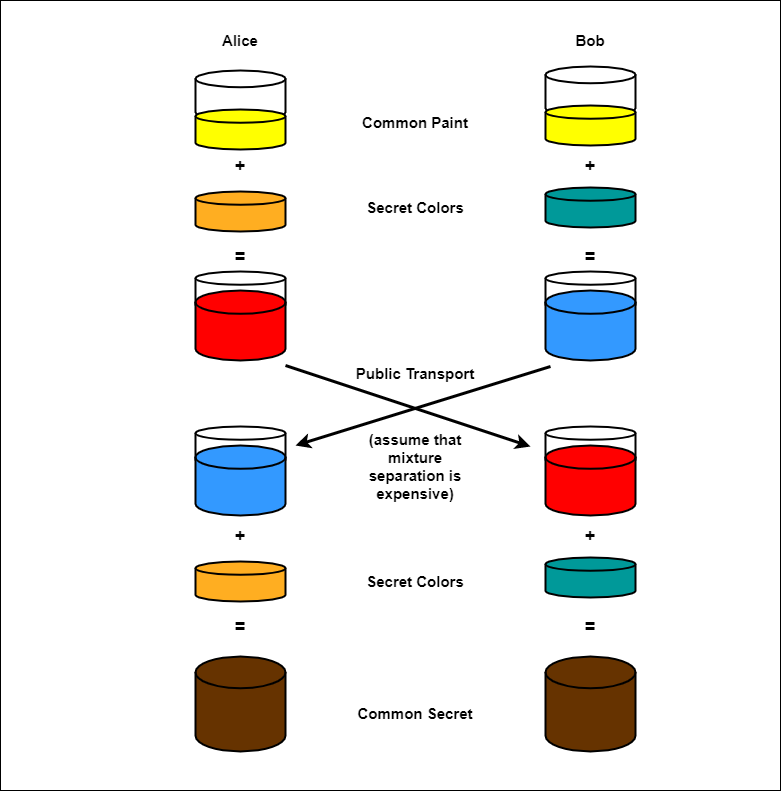 Alice
Bob
Common Paint
+
+
Secret Colors
=
=
Public Transport
(assume that
mixture
separation is
expensive)
+
+
Secret Colors
=
=
Common Secret